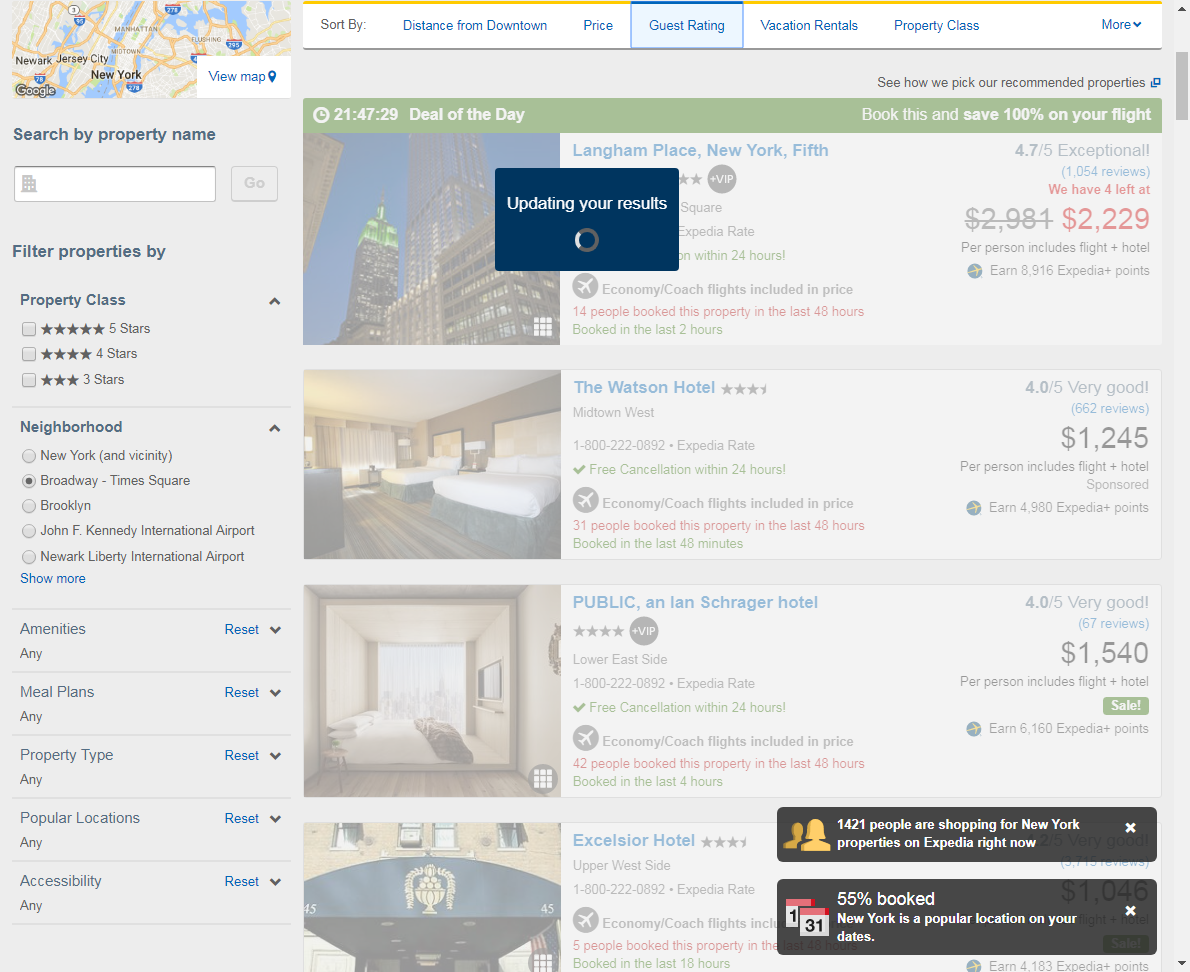 3
278
95
MANHATTAN
FLUSHING
295
MIDTOWN
Newark
Jersey City
New York
78
278
Google
View map
Search by property name
Go
Filter properties by
Property Class
5 Stars
4 Stars
3 Stars
Neighborhood
New York (and vicinity)
Broadway - Times Square
Brooklyn
John F. Kennedy International Airport
Newark Liberty International Airport
Show more
Amenities Reset
Any
Meal Plans Reset
Any
Property Type Reset
Any
Popular Locations Reset
Any
Accessibility Reset
Any
Sort By: Distance from Downtown Price Guest Rating Vacation Rentals Property Class More
See how we pick our recommended properties
21:47:29 Deal of the Day Book this and save 100% on your flight
Langham Place, New York, Fifth
+VIP
Square
Expedia Rate
within 24 hours!
Economy/Coach flights included in price
14 people booked this property in the last 48 hours
Booked in the last 2 hours
4.7/5 Exceptional!
(1,054 reviews)
We have 4 left at
$2,981 $2,229
Per person includes flight + hotel
Earn 8,916 Expedia+ points
Updating your results
The Watson Hotel
Midtown West
1-800-222-0892 • Expedia Rate
Free Cancellation within 24 hours!
Economy/Coach flights included in price
31 people booked this property in the last 48 hours
Booked in the last 48 minutes
4.0/5 Very good!
(662 reviews)
$1,245
Per person includes flight + hotel
Sponsored
Earn 4,980 Expedia+ points
PUBLIC, an Ian Schrager hotel
+VIP
Lower East Side
1-800-222-0892 • Expedia Rate
Free Cancellation within 24 hours!
Economy/Coach flights included in price
42 people booked this property in the last 48 hours
Booked in the last 4 hours
4.0/5 Very good!
(67 reviews)
$1,540
Per person includes flight + hotel
Sale!
Earn 6,160 Expedia+ points
45 45
Excelsior Hotel
Upper West Side
1-800-222-0892 • Expedia Rate
Economy/Coach flights inclu
5 people booked this property in the last 48 hours
Booked in the last 18 hours
4.2/5 Very good!
(3,715 reviews)
$1,046
flight + hotel
Sale!
Earn 4,183 Expedia+ points
1421 people are shopping for New York
properties on Expedia right now
1
31
55% booked
New York is a popular location on your
dates.